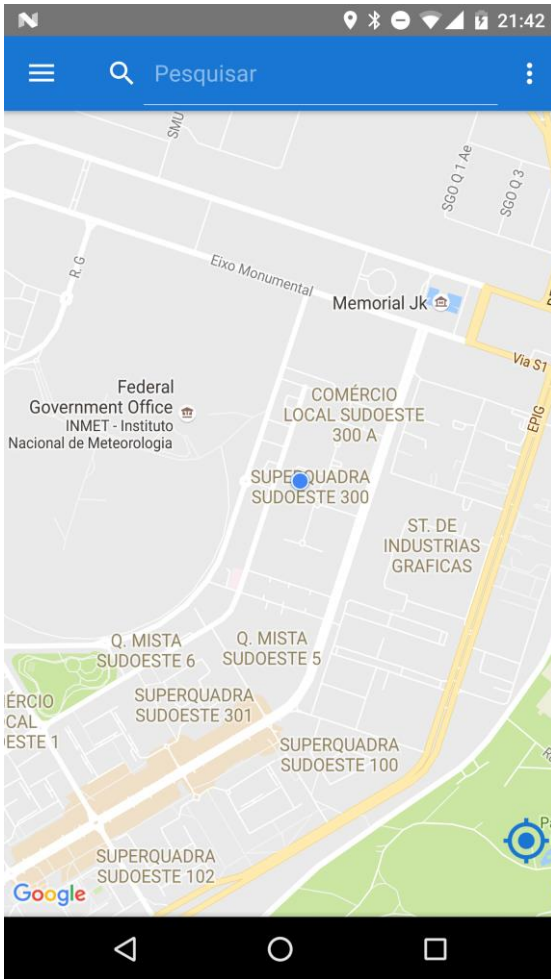 21:42
Pesquisar
SMU
SGO Q 1 Ae
SGO Q 3
R. G
Eixo Monumental
Memorial Jk
Via S1
EPIG
Federal
Government Office
INMET - Instituto
Nacional de Meteorologia
COMÉRCIO
LOCAL SUDOESTE
300 A
SUPERQUADRA
SUDOESTE 300
ST. DE
INDUSTRIAS
GRAFICAS
Q. MISTA
SUDOESTE 6
Q. MISTA
SUDOESTE 5
ÉRCIO
CAL
ESTE 1
SUPERQUADRA
SUDOESTE 301
SUPERQUADRA
SUDOESTE 100
Pa
SUPERQUADRA
SUDOESTE 102
Google